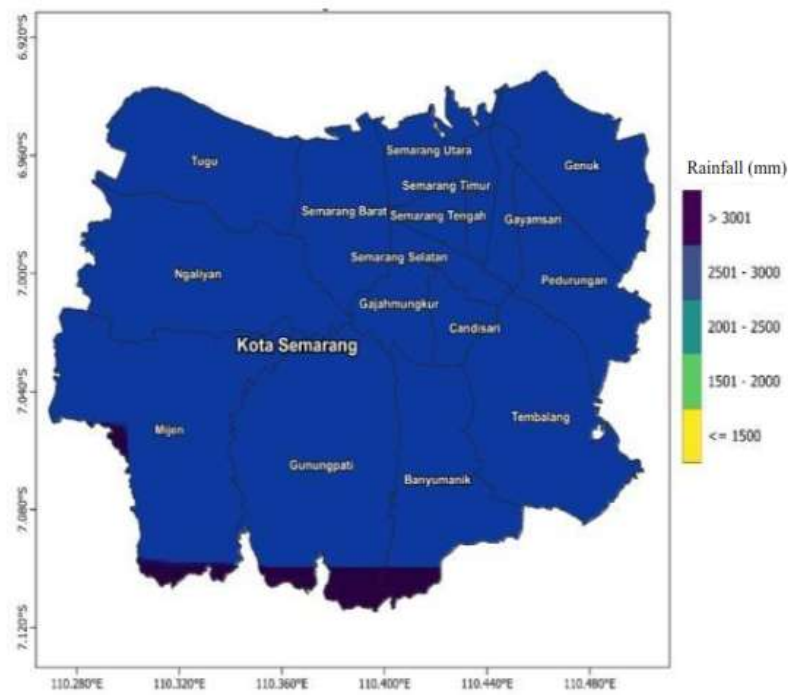 6.920°S
6.960°S
7.000°S
7.040°S
7.080°S
7.120°S
Tugu
Semarang Utara
Genuk
Semarang Timur
Semarang Barat
Semarang Tengah
Gayamsari
Semarang Selatan
Ngaliyan
Pedurungan
Gajahmungkur
Candisari
Kota Semarang
Mijen
Tembalang
Gunungpati
Banyumanik
110.280°E
110.320°E
110.360°E
110.400°E
110.440°E
110.480°E
Rainfall (mm)
> 3001
2501 - 3000
2001 - 2500
1501 - 2000
<= 1500